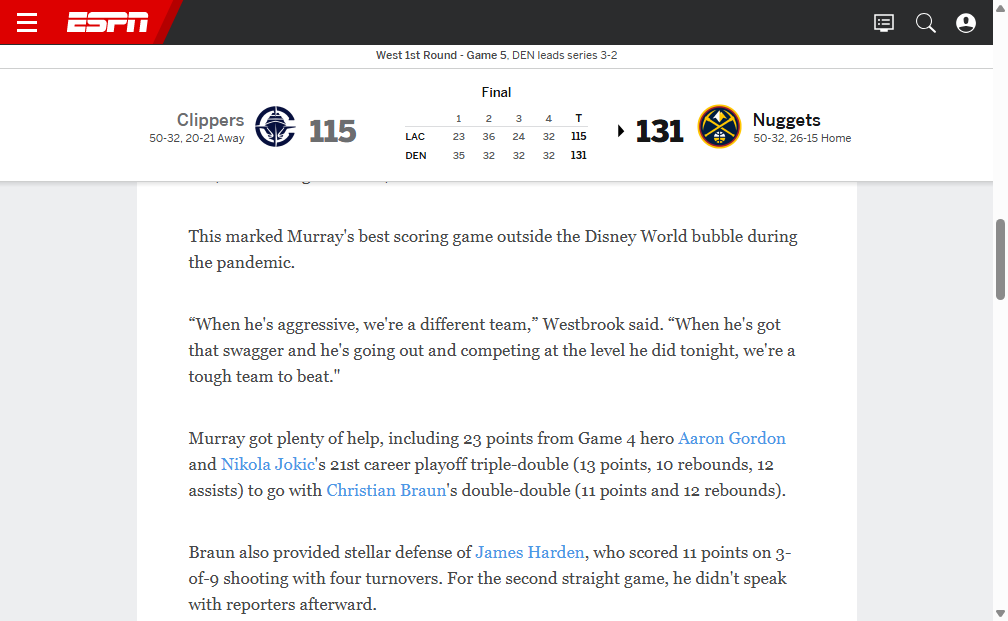 ESPN
West 1st Round - Game 5, DEN leads series 3-2
Final
Clippers
50-32, 20-21 Away
115
1 2 3 4 T
LAC 23 36 24 32 115
DEN 35 32 32 32 131
131
Nuggets
50-32, 26-15 Home
This marked Murray's best scoring game outside the Disney World bubble during
the pandemic.
“When he's aggressive, we're a different team,” Westbrook said. “When he's got
that swagger and he's going out and competing at the level he did tonight, we're a
tough team to beat."
Murray got plenty of help, including 23 points from Game 4 hero Aaron Gordon
and Nikola Jokic's 21st career playoff triple-double (13 points, 10 rebounds, 12
assists) to go with Christian Braun's double-double (11 points and 12 rebounds).
Braun also provided stellar defense of James Harden, who scored 11 points on 3-
of-9 shooting with four turnovers. For the second straight game, he didn't speak
with reporters afterward.